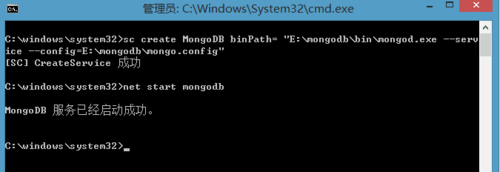 管理员: C:\Windows\System32\cmd.exe
C:\windows\system32>sc create MongoDB binPath= "E:\mongodb\bin\mongod.exe --serv
ice --config=E:\mongodb\mongo.config"
[SC] CreateService 成功
C:\windows\system32>net start mongodb
MongoDB 服务已经启动成功。
C:\windows\system32>